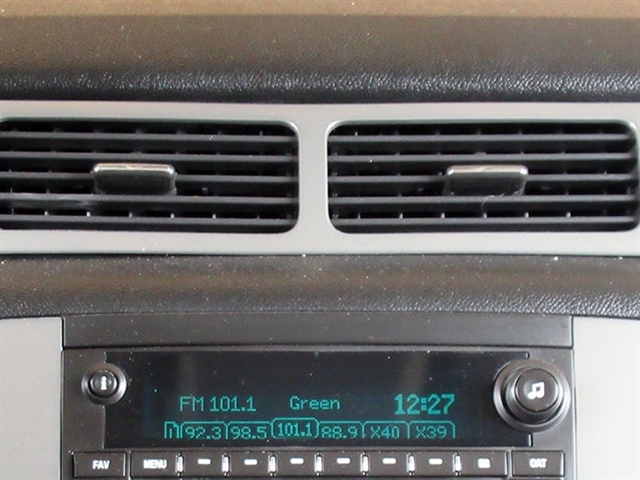 FM 101.1 Green 12:27
92.3 98.5 101.1 88.9 X40 X39
FAV MENU CAT